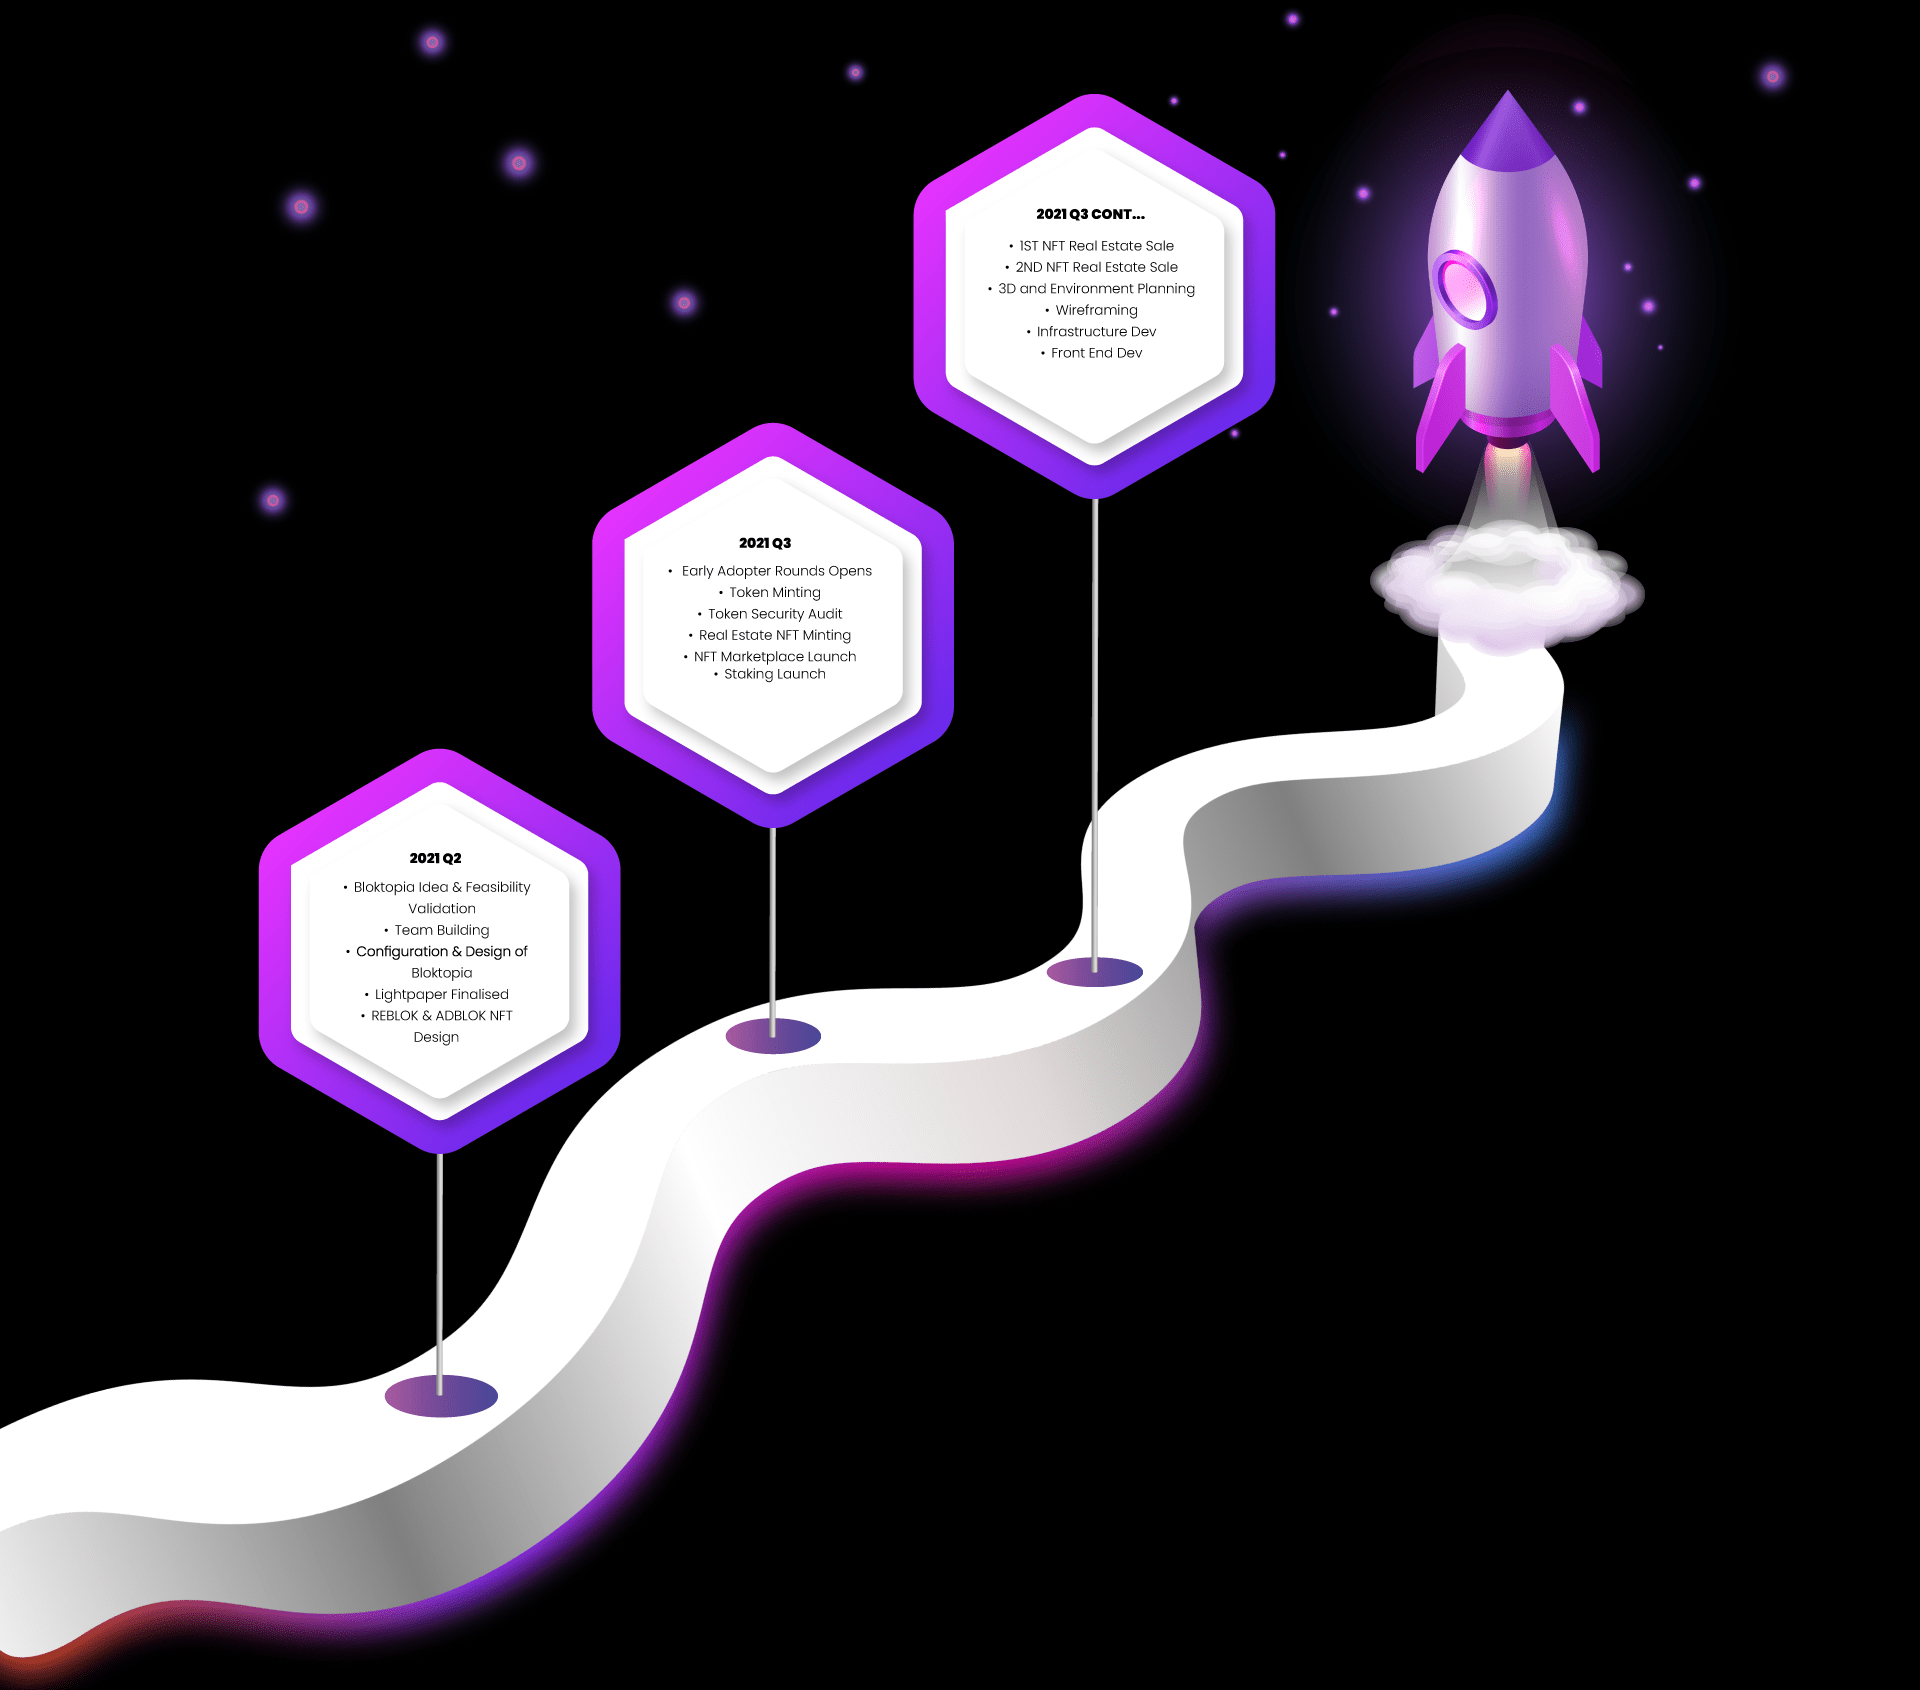 2021 Q2
• Bloktopia Idea & Feasibility
Validation
• Team Building
• Configuration & Design of
Bloktopia
• Lightpaper Finalised
• REBLOK & ADBLOK NFT
Design
2021 Q3
• Early Adopter Rounds Opens
• Token Minting
• Token Security Audit
• Real Estate NFT Minting
• NFT Marketplace Launch
• Staking Launch
2021 Q3 CONT...
• 1ST NFT Real Estate Sale
• 2ND NFT Real Estate Sale
• 3D and Environment Planning
• Wireframing
• Infrastructure Dev
• Front End Dev